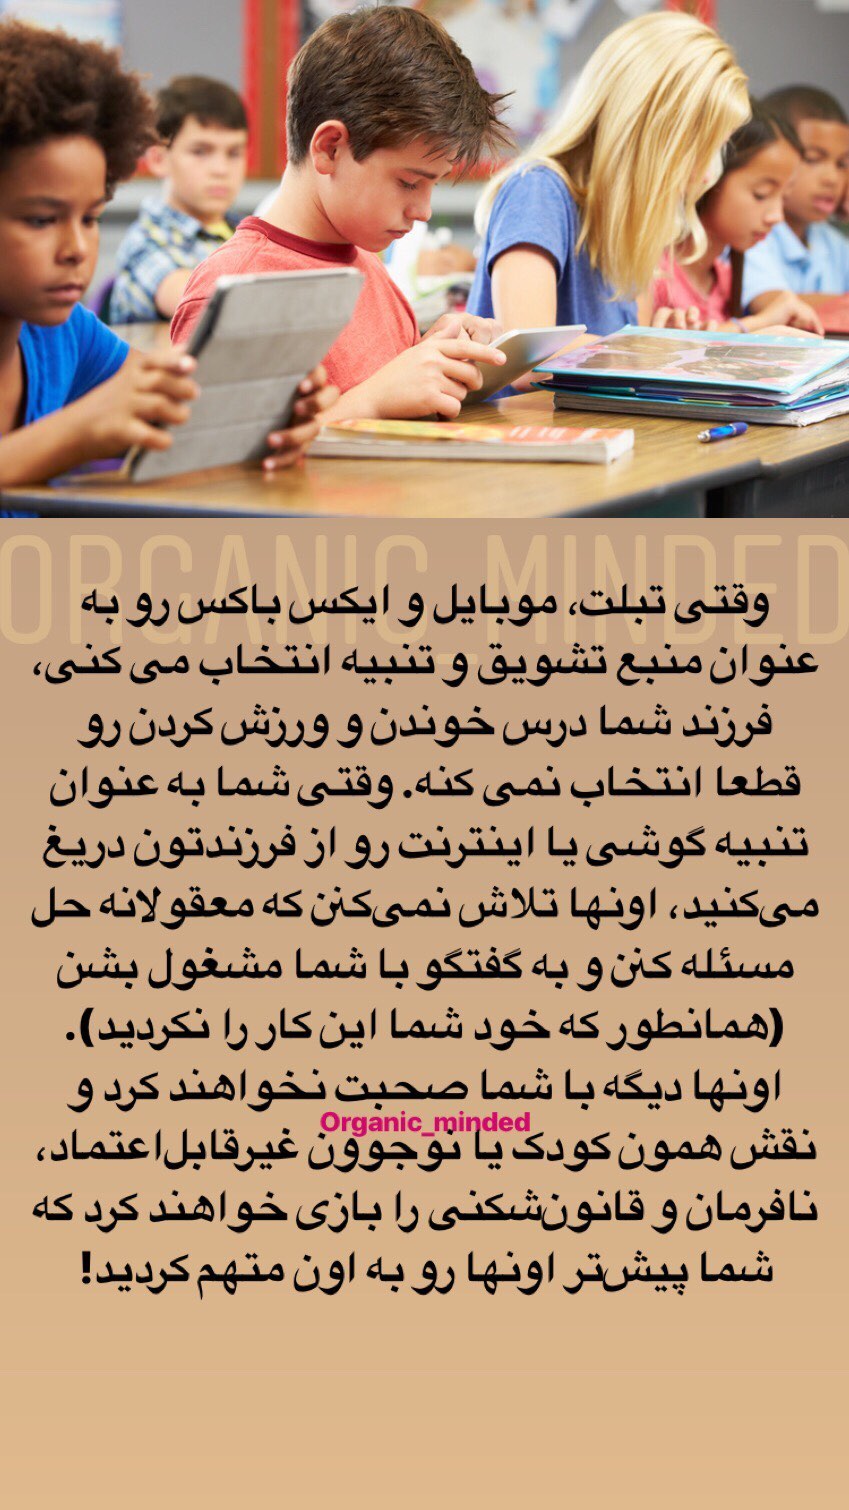 ORGANIC_MINDED
وقتی تبلت، موبایل و ایکس باکس رو به
عنوان منبع تشویق و تنبیه انتخاب می کنی،
فرزند شما درس خوندن و ورزش کردن رو
قطعا انتخاب نمی کنه. وقتی شما به عنوان
تنبیه گوشی یا اینترنت رو از فرزندتون دریغ
می‌کنید، اونها تلاش نمی‌کنن که معقولانه حل
مسئله کنن و به گفتگو با شما مشغول بشن
(همانطور که خود شما این کار را نکردید).
اونها دیگه با شما صحبت نخواهند کرد و
Organic_minded
نقش همون کودک یا نوجوون غیرقابل‌اعتماد،
نافرمان و قانون‌شکنی را بازی خواهند کرد که
شما پیش‌تر اونها رو به اون متهم کردید!